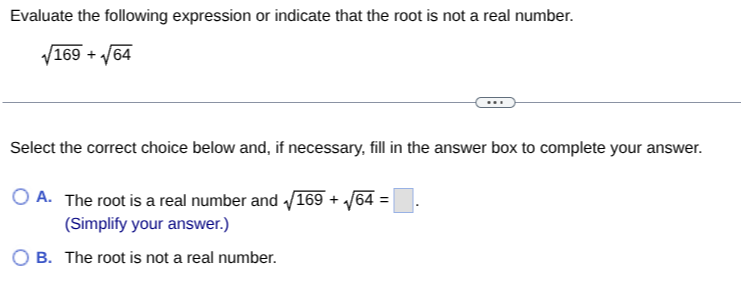 Evaluate the following expression or indicate that the root is not a real number.
√169 + √64
Select the correct choice below and, if necessary, fill in the answer box to complete your answer.
A. The root is a real number and √169 + √64 = .
(Simplify your answer.)
B. The root is not a real number.